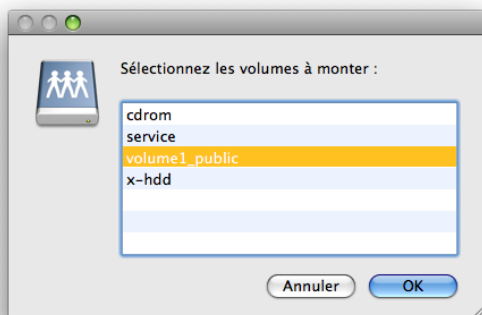 Sélectionnez les volumes à monter :
cdrom
service
volume1_public
x-hdd
Annuler OK